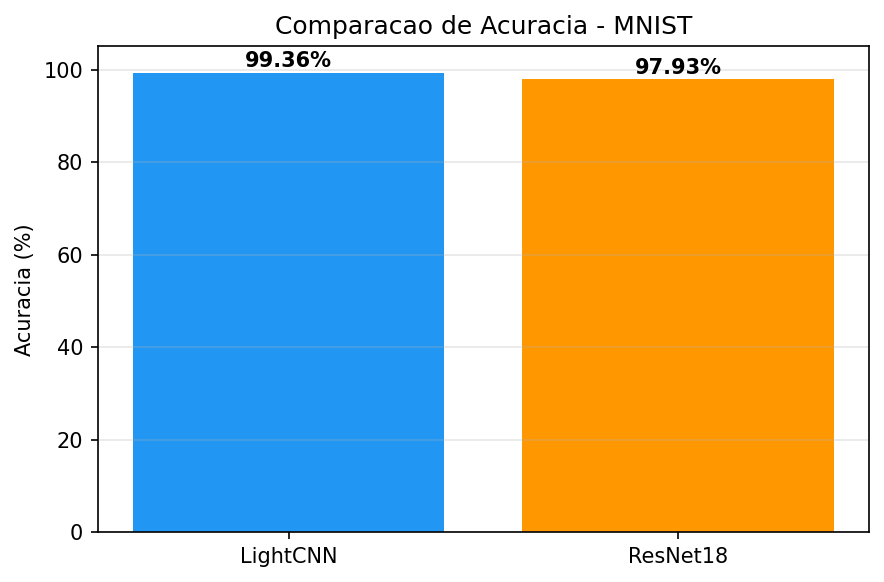 Comparacao de Acuracia - MNIST
99.36%
97.93%
100
80
60
40
20
0
Acuracia (%)
LightCNN
ResNet18